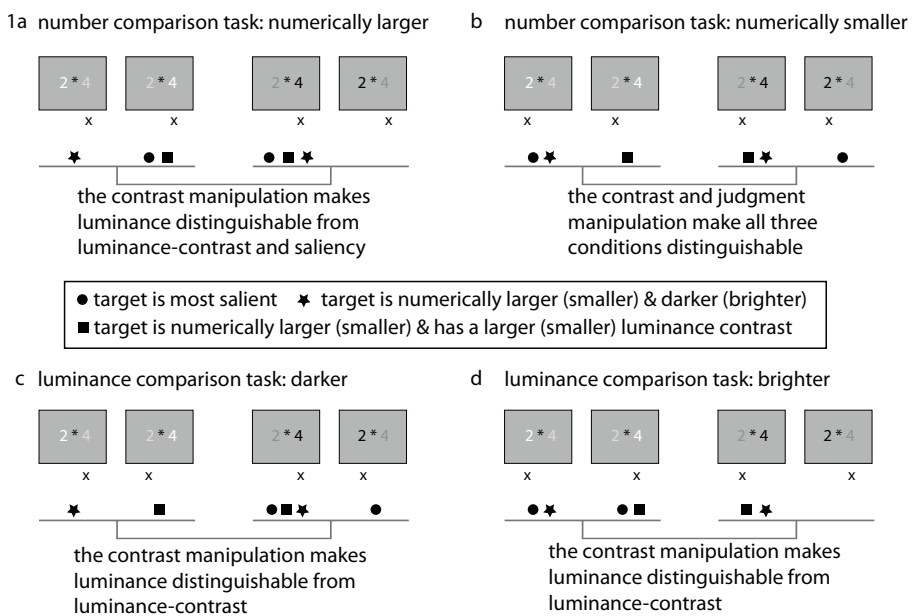 1a number comparison task: numerically larger
2 * 4
2 * 4
2 * 4
2 * 4
x
x
x
x
the contrast manipulation makes
luminance distinguishable from
luminance-contrast and saliency
b number comparison task: numerically smaller
2 * 4
2 * 4
2 * 4
2 * 4
x
x
x
x
the contrast and judgment
manipulation make all three
conditions distinguishable
● target is most salient ★ target is numerically larger (smaller) & darker (brighter)
■ target is numerically larger (smaller) & has a larger (smaller) luminance contrast
c luminance comparison task: darker
2 * 4
2 * 4
2 * 4
2 * 4
x
x
x
x
the contrast manipulation makes
luminance distinguishable from
luminance-contrast
d luminance comparison task: brighter
2 * 4
2 * 4
2 * 4
2 * 4
x
x
x
x
the contrast manipulation makes
luminance distinguishable from
luminance-contrast